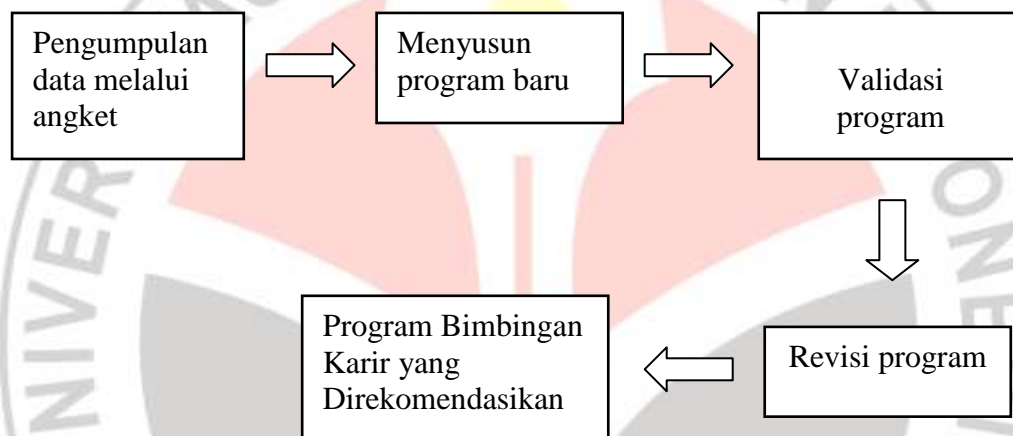 Pengumpulan
data melalui
angket
Menyusun
program baru
Validasi
program
Revisi program
Program Bimbingan
Karir yang
Direkomendasikan